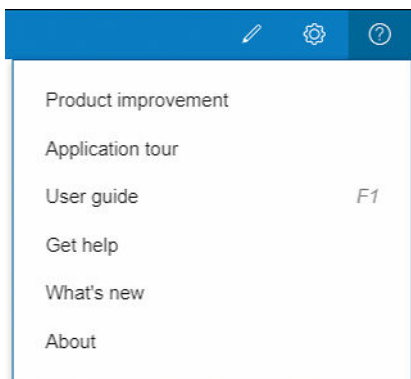 Product improvement
Application tour
User guide F1
Get help
What's new
About